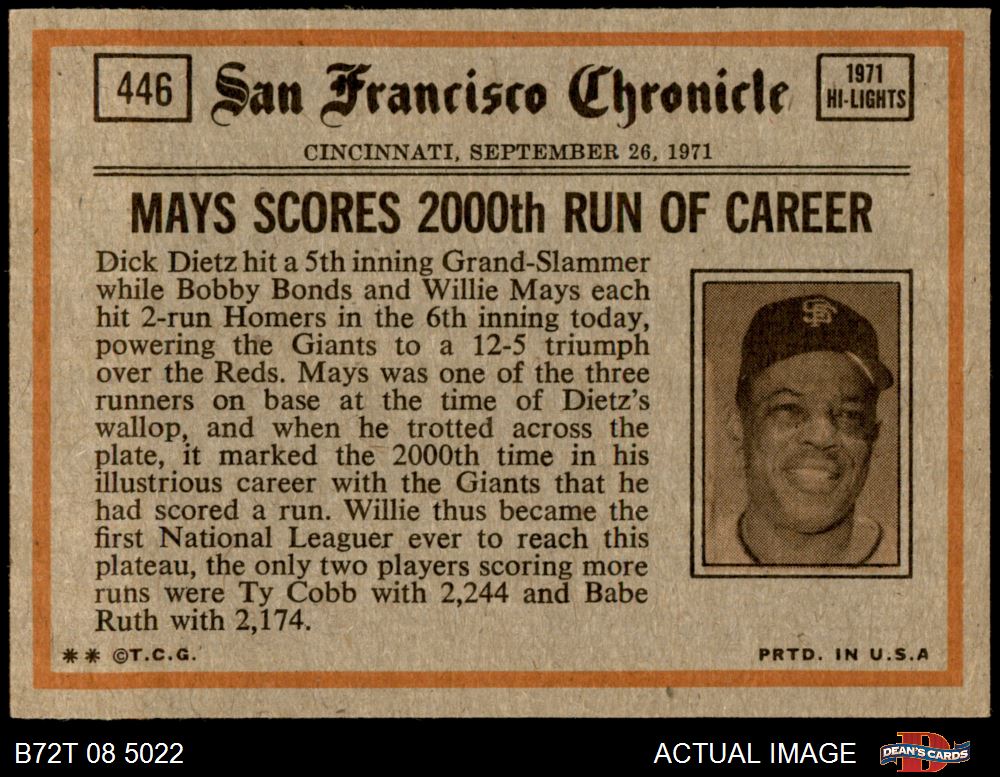 446
San Francisco Chronicle
1971
HI-LIGHTS
CINCINNATI, SEPTEMBER 26, 1971
MAYS SCORES 2000th RUN OF CAREER
Dick Dietz hit a 5th inning Grand-Slammer
while Bobby Bonds and Willie Mays each
hit 2-run Homers in the 6th inning today,
powering the Giants to a 12-5 triumph
over the Reds. Mays was one of the three
runners on base at the time of Dietz's
wallop, and when he trotted across the
plate, it marked the 2000th time in his
illustrious career with the Giants that he
had scored a run. Willie thus became the
first National Leaguer ever to reach this
plateau, the only two players scoring more
runs were Ty Cobb with 2,244 and Babe
Ruth with 2,174.
SF
** ©T.C.G.
PRTD. IN U.S.A
B72T 08 5022
ACTUAL IMAGE
DEAN'S CARDS